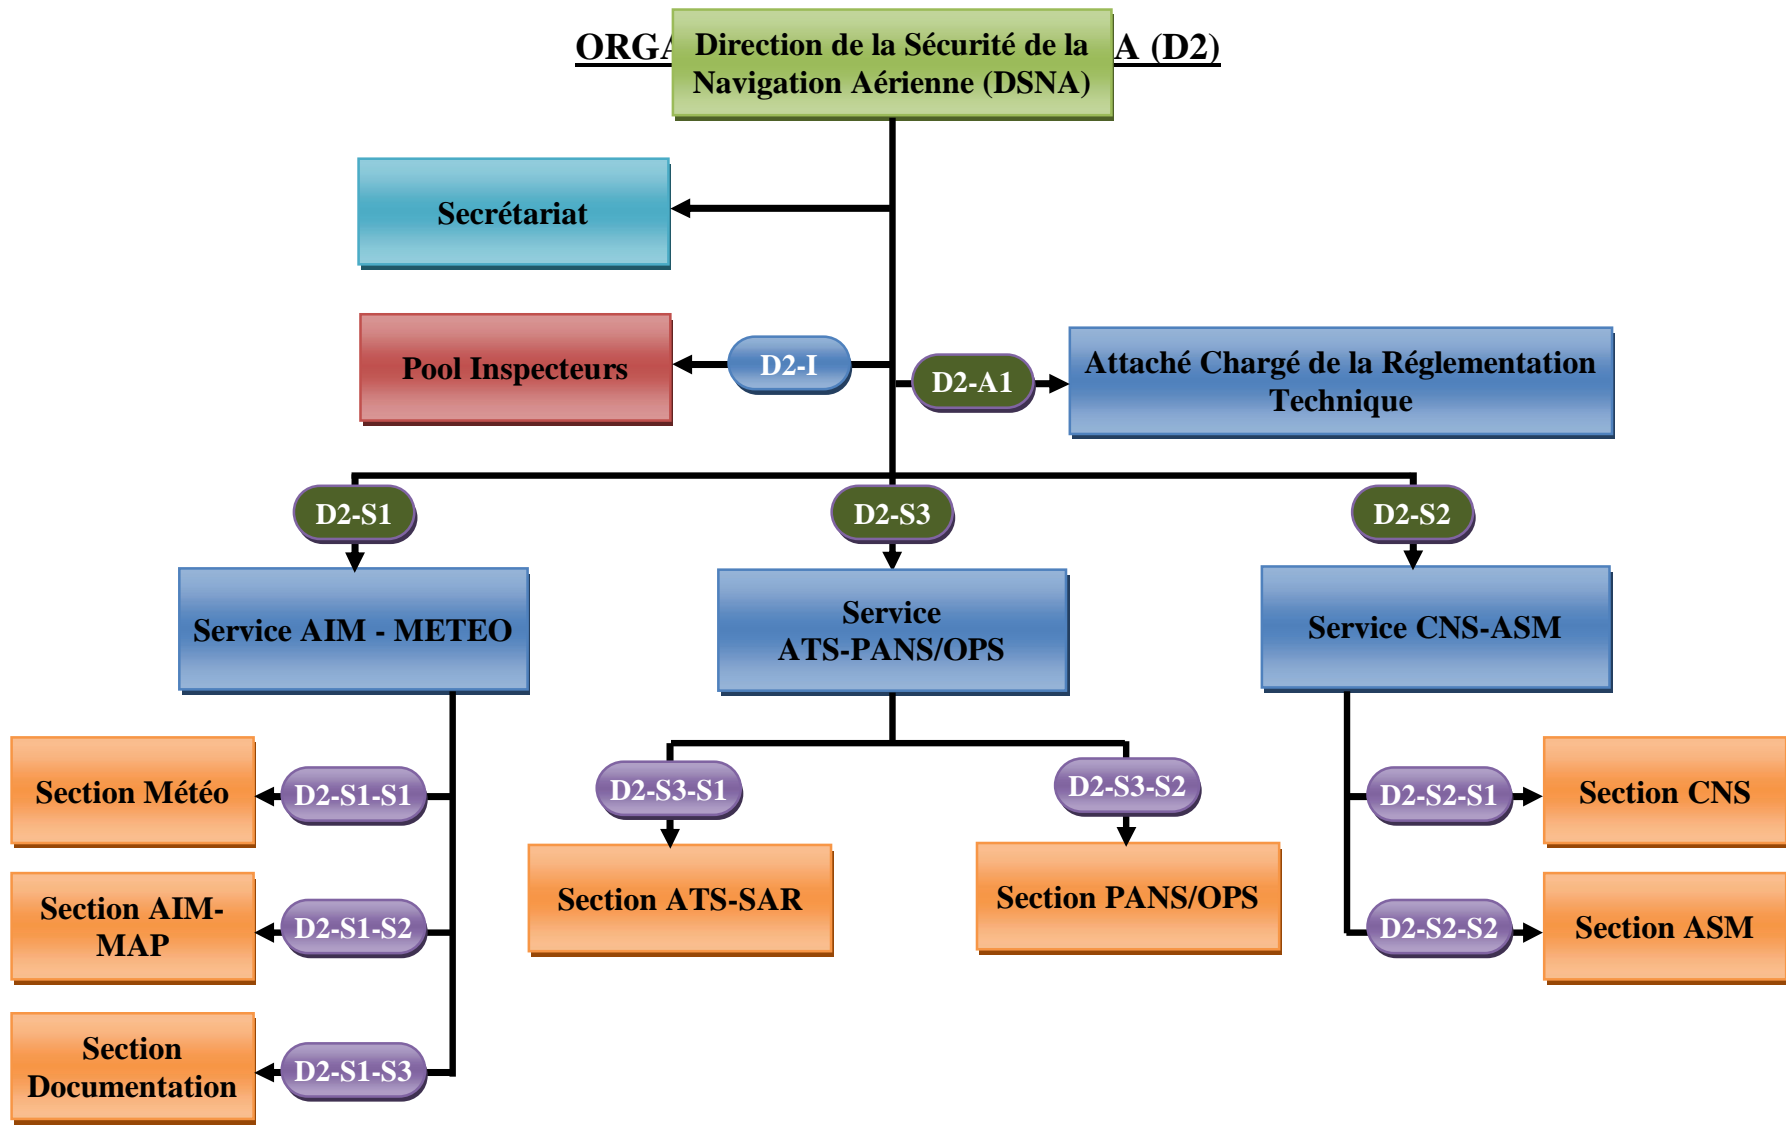 ORGA
A (D2)
Direction de la Sécurité de la
Navigation Aérienne (DSNA)
Secrétariat
Pool Inspecteurs
D2-I
D2-A1
Attaché Chargé de la Réglementation
Technique
D2-S1
D2-S3
D2-S2
Service AIM - METEO
Service
ATS-PANS/OPS
Service CNS-ASM
Section Météo
D2-S1-S1
D2-S3-S1
D2-S3-S2
D2-S2-S1
Section CNS
Section AIM-
MAP
D2-S1-S2
Section ATS-SAR
Section PANS/OPS
D2-S2-S2
Section ASM
Section
Documentation
D2-S1-S3